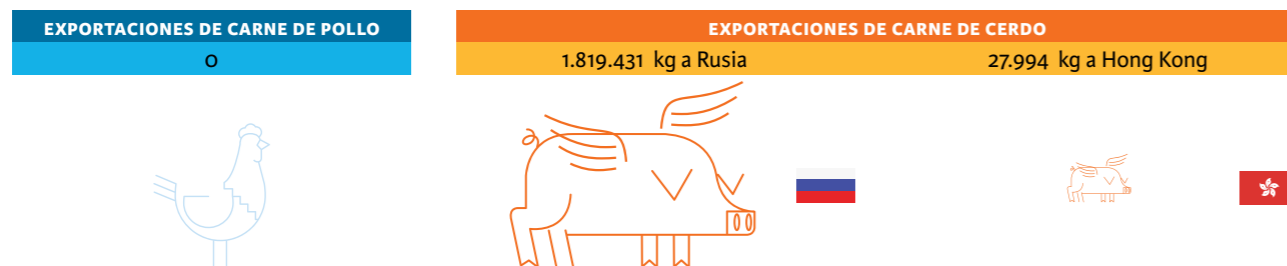 EXPORTACIONES DE CARNE DE POLLO
0
EXPORTACIONES DE CARNE DE CERDO
1.819.431 kg a Rusia
27.994 kg a Hong Kong